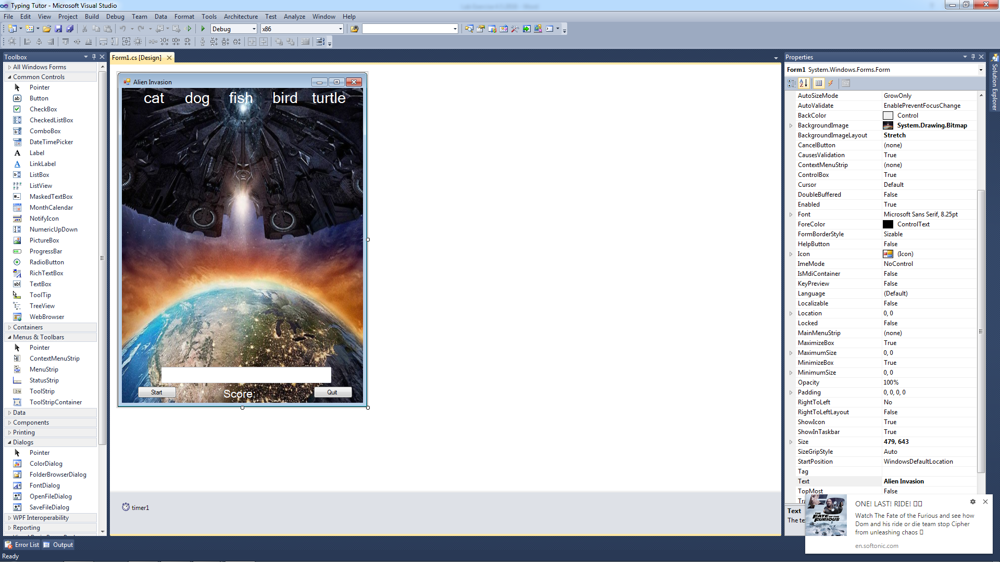 Typing Tutor - Microsoft Visual Studio
File Edit View Project Build Debug Team Data Format Tools Architecture Test Analyze Window Help
Debug x86
Toolbox
All Windows Forms
Common Controls
Pointer
Button
CheckBox
CheckedListBox
ComboBox
DateTimePicker
Label
LinkLabel
ListBox
ListView
MaskedTextBox
MonthCalendar
NotifyIcon
NumericUpDown
PictureBox
ProgressBar
RadioButton
RichTextBox
TextBox
ToolTip
TreeView
WebBrowser
Containers
Menus & Toolbars
Pointer
ContextMenuStrip
MenuStrip
StatusStrip
ToolStrip
ToolStripContainer
Data
Components
Printing
Dialogs
Pointer
ColorDialog
FolderBrowserDialog
FontDialog
OpenFileDialog
SaveFileDialog
WPF Interoperability
Reporting
Form1.cs [Design]
Alien Invasion
cat dog fish bird turtle
Start Score: Quit
timer1
Properties
Form1 System.Windows.Forms.Form
AutoSizeMode GrowOnly
AutoValidate EnablePreventFocusChange
BackColor Control
BackgroundImage System.Drawing.Bitmap
BackgroundImageLayout Stretch
CancelButton (none)
CausesValidation True
ContextMenuStrip (none)
ControlBox True
Cursor Default
DoubleBuffered False
Enabled True
Font Microsoft Sans Serif, 8.25pt
ForeColor ControlText
FormBorderStyle Sizable
HelpButton False
Icon (Icon)
ImeMode NoControl
IsMdiContainer False
KeyPreview False
Language (Default)
Localizable False
Location 0, 0
Locked False
MainMenuStrip (none)
MaximizeBox True
MaximumSize 0, 0
MinimizeBox True
MinimumSize 0, 0
Opacity 100%
Padding 0, 0, 0, 0
RightToLeft No
RightToLeftLayout False
ShowIcon True
ShowInTaskbar True
Size 479, 643
SizeGripStyle Auto
StartPosition WindowsDefaultLocation
Tag
Text Alien Invasion
TopMost False
Text
Solution Explorer
THE FATE OF THE FURIOUS
ONE! LAST! RIDE!
Watch The Fate of the Furious and see how
Dom and his ride or die team stop Cipher
from unleashing chaos
en.softonic.com
Error List Output
Ready